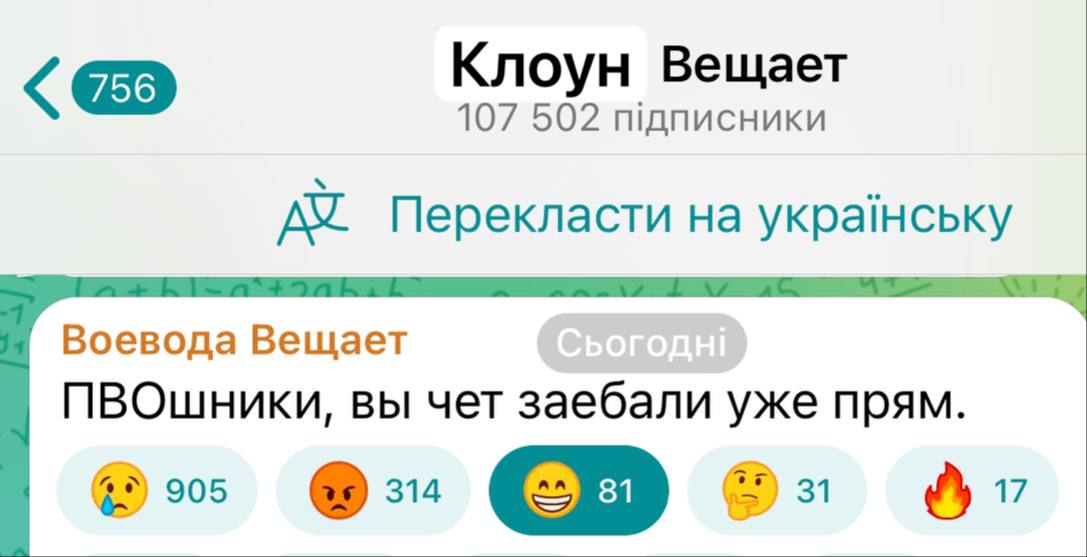 756
Клоун Вещает
107 502 підписники
Перекласти на українську
Воевода Вещает
Сьогодні
ПВОшники, вы чет заебали уже прям.
905 314 81 31 17